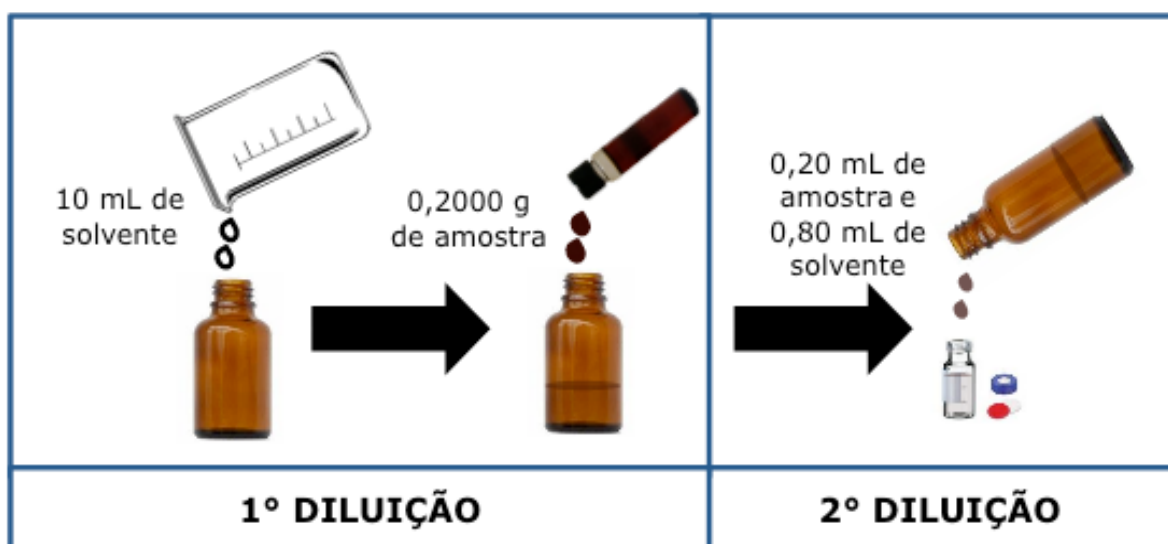 10 mL de
solvente
0,2000 g
de amostra
0,20 mL de
amostra e
0,80 mL de
solvente
1° DILUIÇÃO
2° DILUIÇÃO